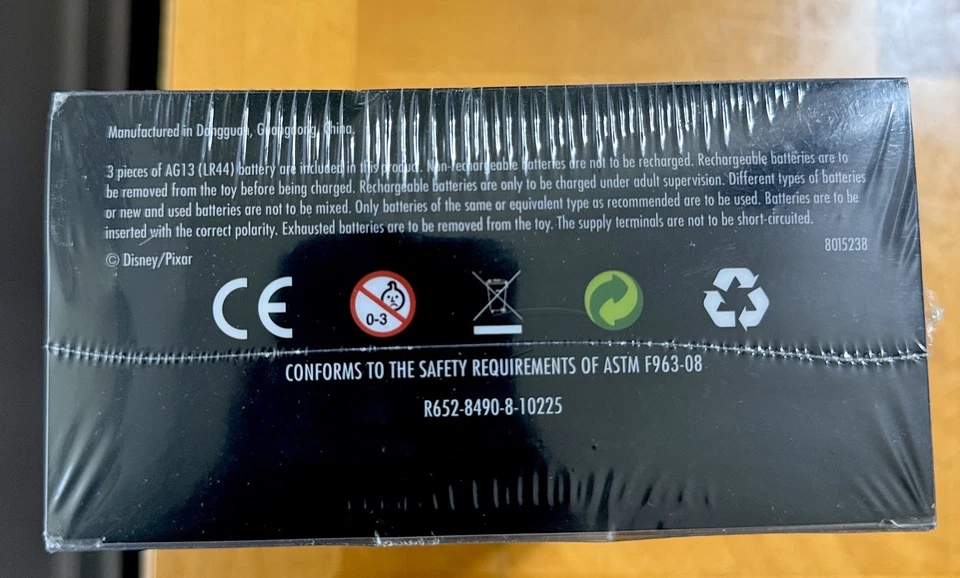 Manufactured in Dongguan, Guangdong, China.
3 pieces of AG13 (LR44) battery are included in this product. Non-rechargeable batteries are not to be recharged. Rechargeable batteries are to
be removed from the toy before being charged. Rechargeable batteries are only to be charged under adult supervision. Different types of batteries
or new and used batteries are not to be mixed. Only batteries of the same or equivalent type as recommended are to be used. Batteries are to be
inserted with the correct polarity. Exhausted batteries are to be removed from the toy. The supply terminals are not to be short-circuited.
8015238
© Disney/Pixar
CE
0-3
CONFORMS TO THE SAFETY REQUIREMENTS OF ASTM F963-08
R652-8490-8-10225